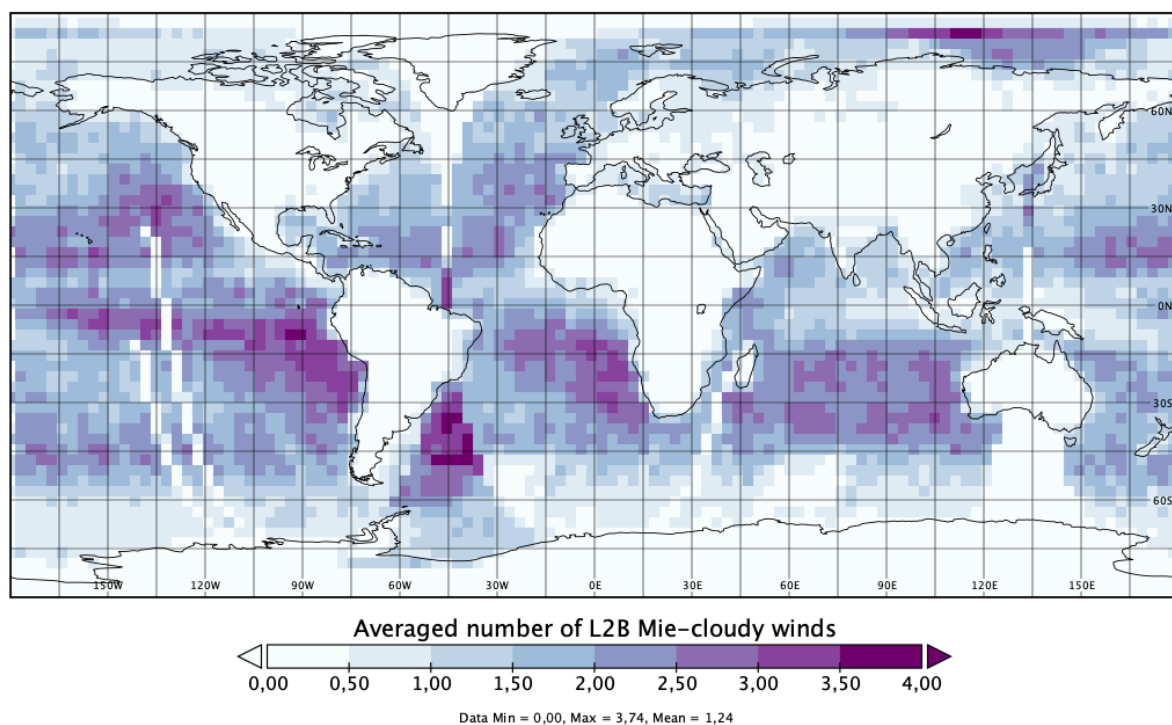 60N
30N
0N
30S
60S
150W 120W 90W 60W 30W 0E 30E 60E 90E 120E 150E
Averaged number of L2B Mie-cloudy winds
0,00 0,50 1,00 1,50 2,00 2,50 3,00 3,50 4,00
Data Min = 0,00, Max = 3,74, Mean = 1,24